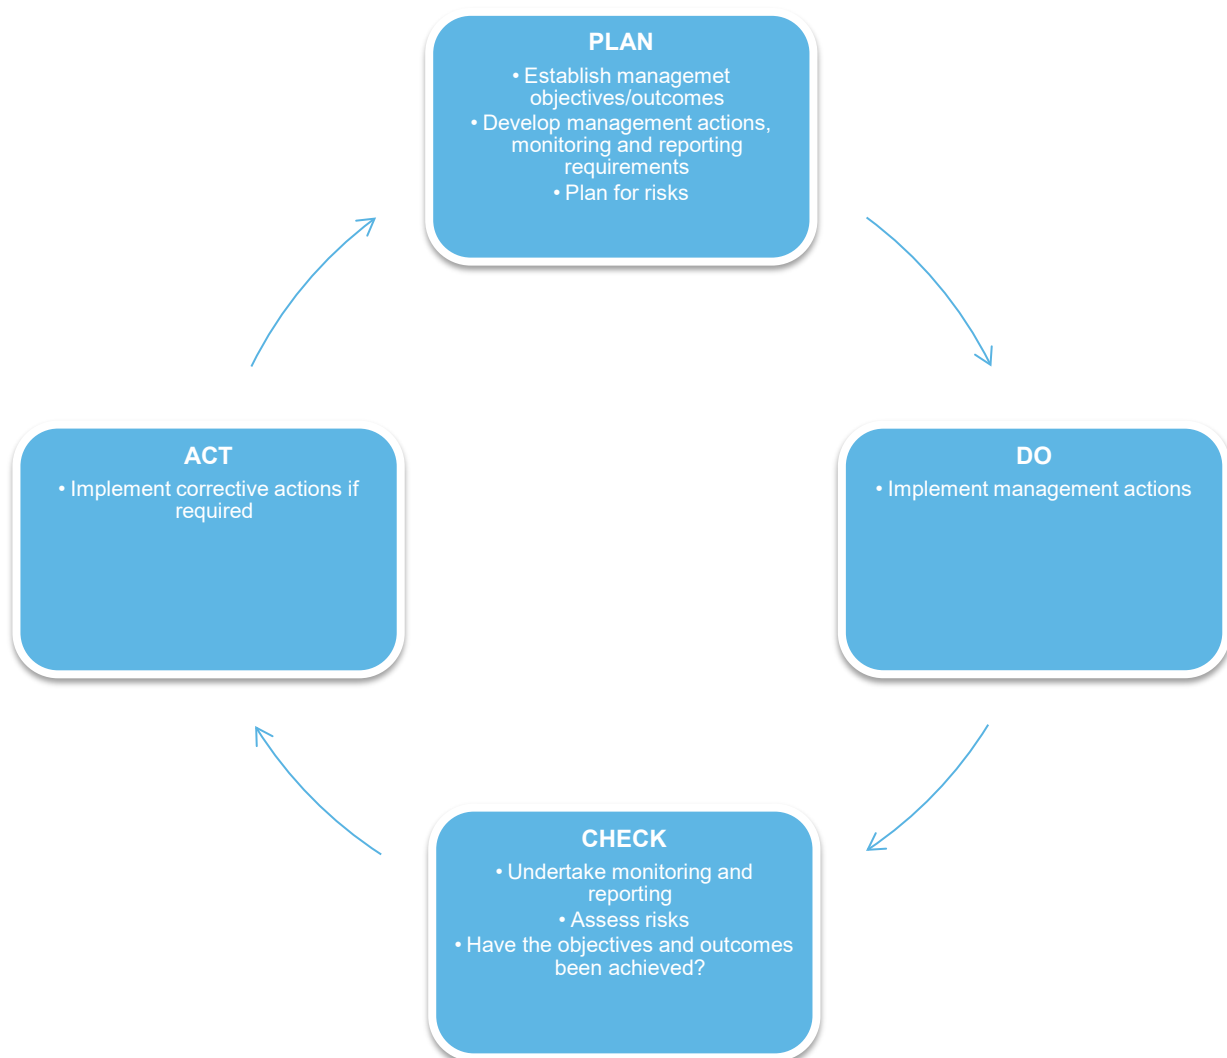 PLAN
• Establish managemet
objectives/outcomes
• Develop management actions,
monitoring and reporting
requirements
• Plan for risks
ACT
• Implement corrective actions if
required
DO
• Implement management actions
CHECK
• Undertake monitoring and
reporting
• Assess risks
• Have the objectives and outcomes
been achieved?